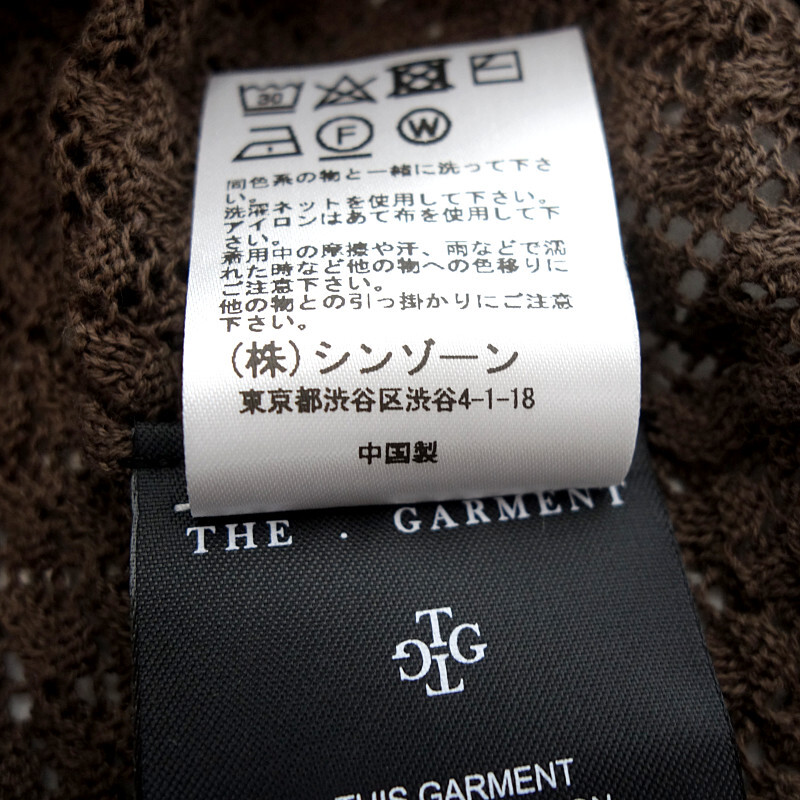 30
F
W
同色系の物と一緒に洗って下さ
い。
洗濯ネットを使用して下さい。
アイロンはあて布を使用して下
さい。
着用中の摩擦や汗、雨などで濡
れた時など他の物への色移りに
ご注意下さい。
他の物との引っ掛かりにご注意
下さい。
(株)シンゾーン
東京都渋谷区渋谷4-1-18
中国製
THE . GARMENT
TG
TG
THIS GARMENT